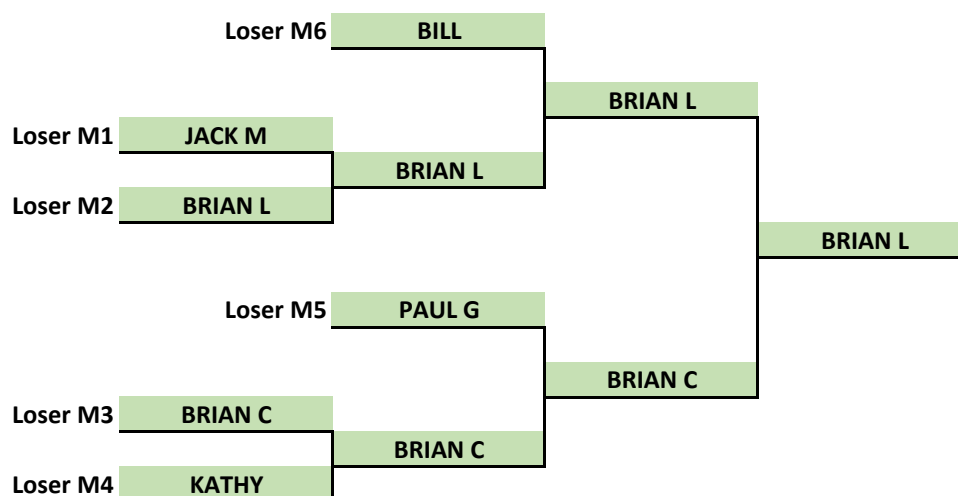 Loser M6 BILL
BRIAN L
Loser M1 JACK M
BRIAN L
Loser M2 BRIAN L
BRIAN L
Loser M5 PAUL G
BRIAN C
Loser M3 BRIAN C
BRIAN C
Loser M4 KATHY